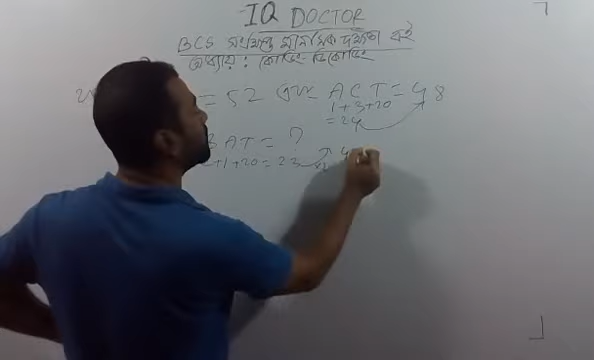 IQ DOCTOR
BCS সংক্ষিপ্ত মানসিক দক্ষতা বই
অধ্যায় : কোডিং-ডিকোডিং
= 52 এবং ACT = 48
1+3+20
= 24
BAT = ?
+1+20 = 23